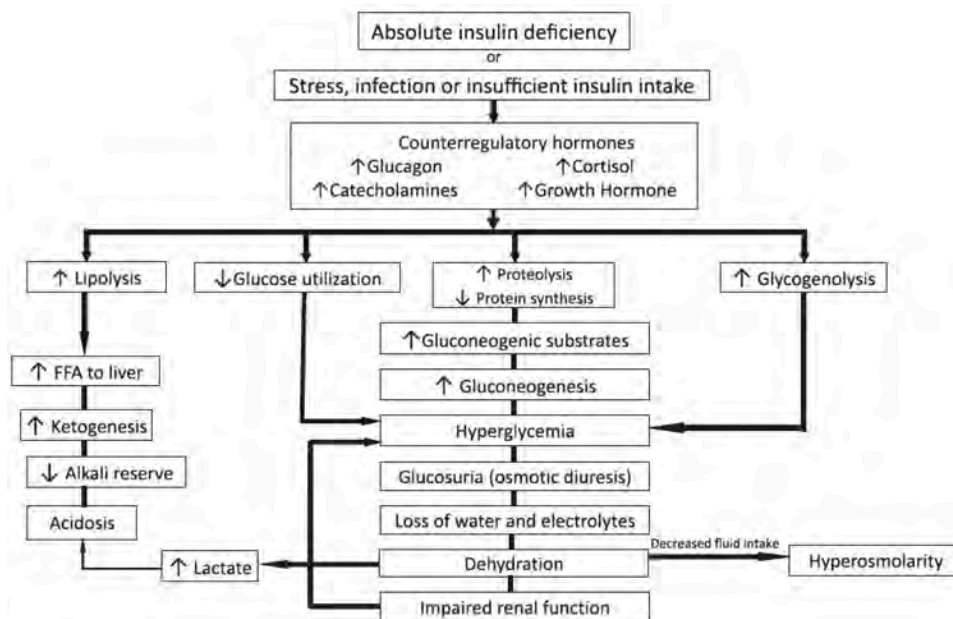 Absolute insulin deficiency
or
Stress, infection or insufficient insulin intake
Counterregulatory hormones
↑Glucagon ↑Cortisol
↑Catecholamines ↑Growth Hormone
↑ Lipolysis
↓Glucose utilization
↑ Proteolysis
↓ Protein synthesis
↑ Glycogenolysis
↑Gluconeogenic substrates
↑ FFA to liver
↑ Gluconeogenesis
↑ Ketogenesis
Hyperglycemia
↓ Alkali reserve
Glucosuria (osmotic diuresis)
Acidosis
Loss of water and electrolytes
↑ Lactate
Dehydration
Decreased fluid intake
Hyperosmolarity
Impaired renal function